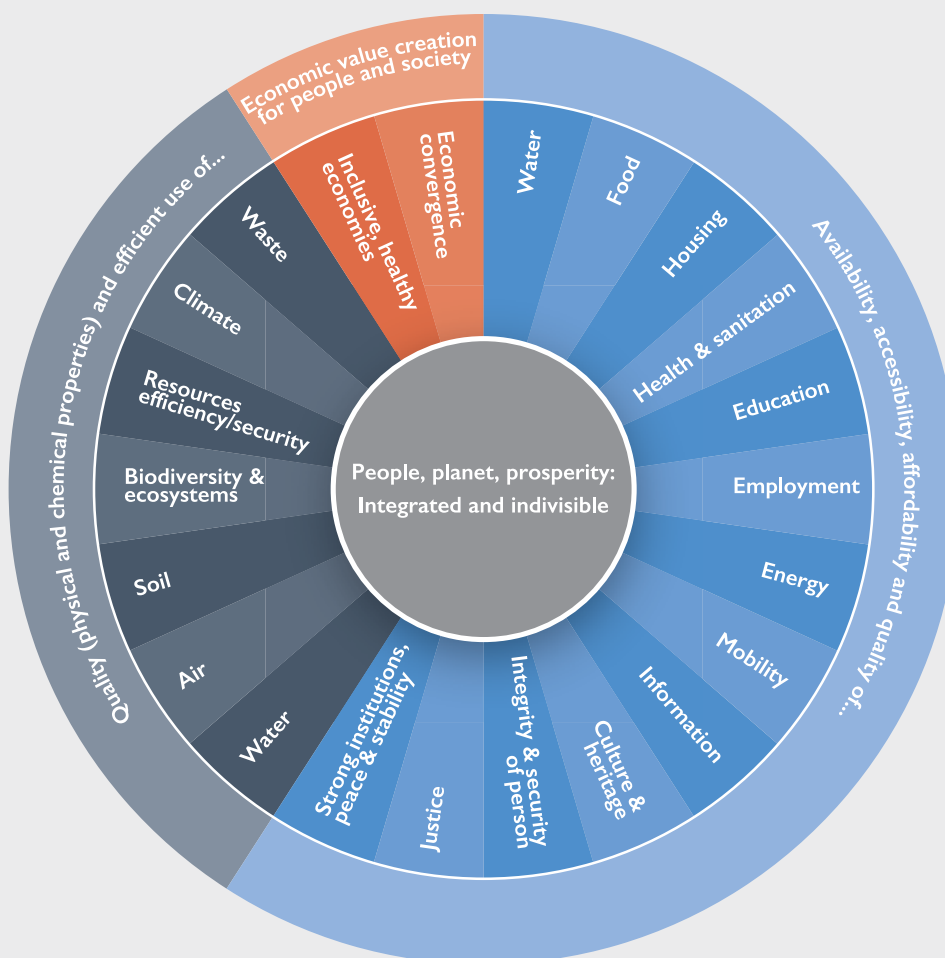 Economic value creation
for people and society
Availability, accessibility, affordability and quality of...
Quality (physical and chemical properties) and efficient use of...
Water
Food
Housing
Health & sanitation
Education
Employment
Energy
Mobility
Information
Culture &
heritage
Integrity & security
of person
Justice
Strong institutions,
peace & stability
Water
Air
Soil
Biodiversity &
ecosystems
Resources
efficiency/security
Climate
Waste
Inclusive, healthy
economies
Economic
convergence
People, planet, prosperity:
Integrated and indivisible